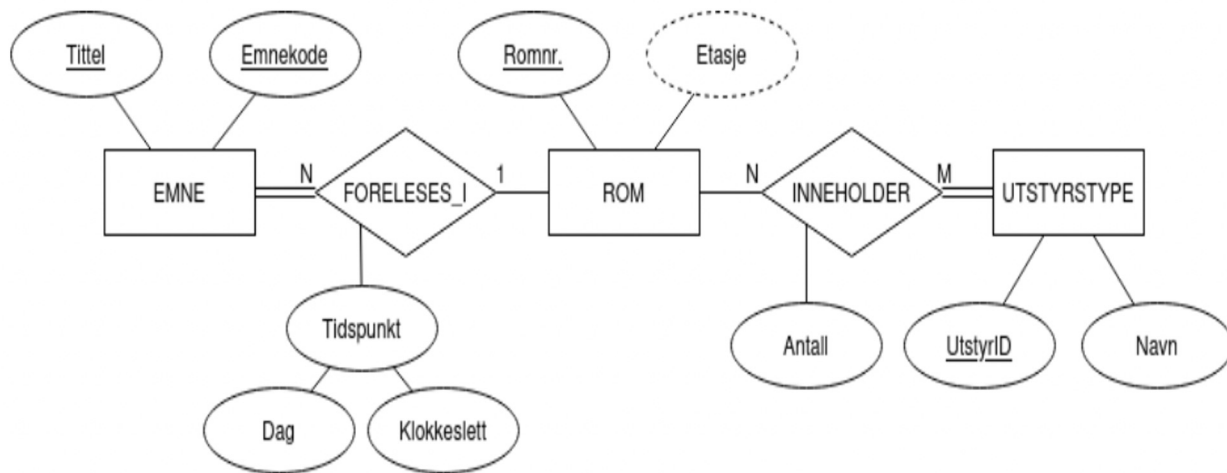 Tittel
Emnekode
Romnr.
Etasje
EMNE
N
FORELESES_I
1
ROM
N
INNEHOLDER
M
UTSTYRSTYPE
Tidspunkt
Antall
UtstyrID
Navn
Dag
Klokkeslett